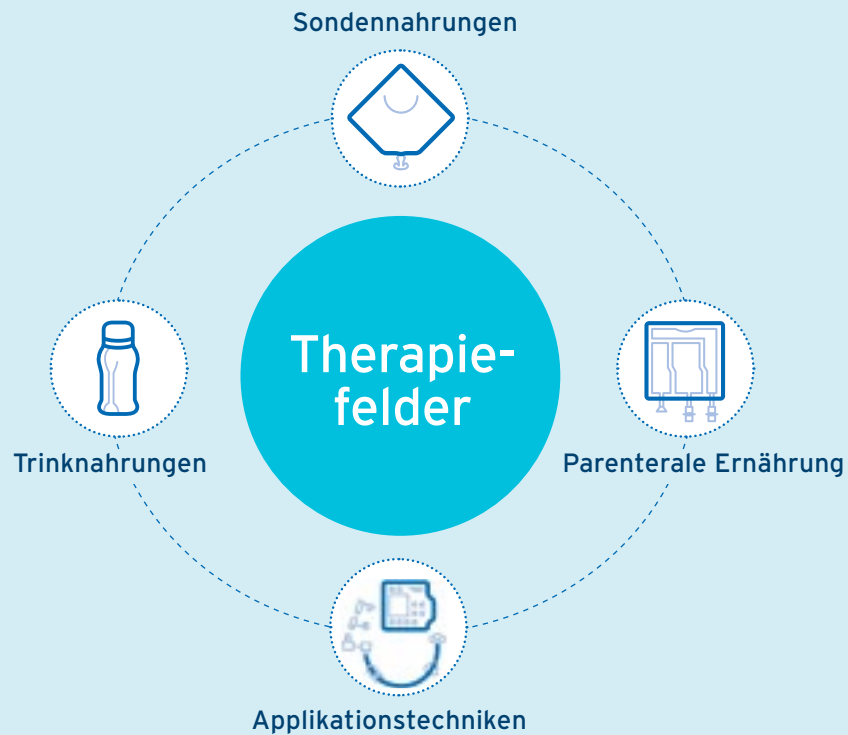 Sondennahrungen
Therapie-
felder
Trinknahrungen
Parenterale Ernährung
Applikationstechniken